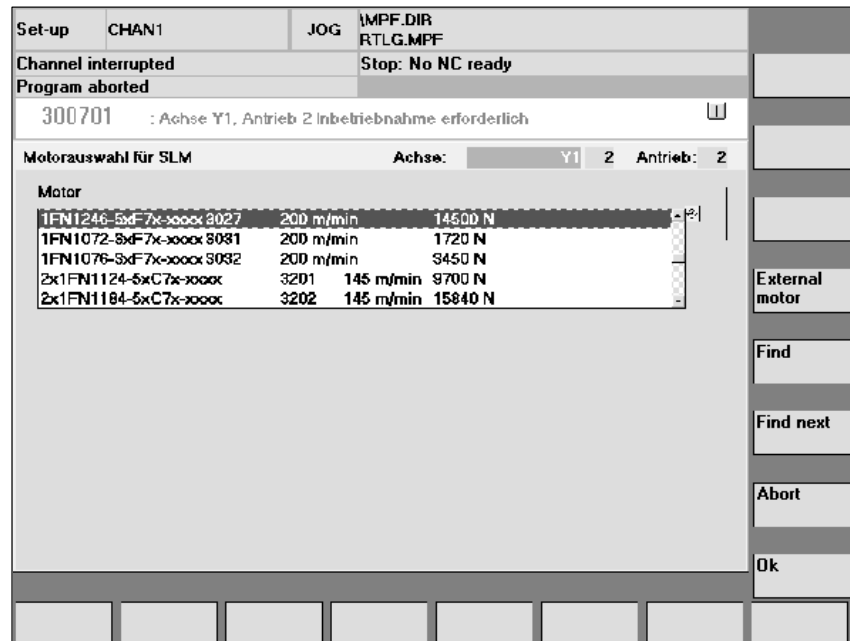 Set-up CHAN1 JOG \MPF.DIR
RTLG.MPF
Channel interrupted Stop: No NC ready
Program aborted
300701 : Achse Y1, Antrieb 2 Inbetriebnahme erforderlich
Motorauswahl für SLM Achse: Y1 2 Antrieb: 2
Motor
1FN1246-5xF7x-xxxx 3027 200 m/min 14500 N
1FN1072-3xF7x-xxxx 3031 200 m/min 1720 N
1FN1076-3xF7x-xxxx 3032 200 m/min 3450 N
2x1FN1124-5xC7x-xxxx 3201 145 m/min 9700 N
2x1FN1184-5xC7x-xxxx 3202 145 m/min 15840 N
External
motor
Find
Find next
Abort
Ok